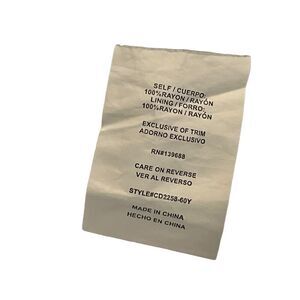 SELF / CUERPO:
100%RAYON / RAYÓN
LINING / FORRO:
100%RAYON / RAYÓN
EXCLUSIVE OF TRIM
ADORNO EXCLUSIVO
RN#139688
CARE ON REVERSE
VER AL REVERSO
STYLE#CD2258-60Y
MADE IN CHINA
HECHO EN CHINA